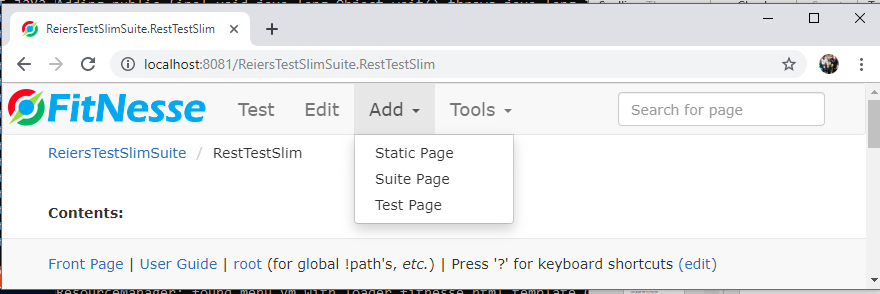 ReiersTestSlimSuite.RestTestSlim
localhost:8081/ReiersTestSlimSuite.RestTestSlim
FitNesse Test Edit Add Tools Search for page
ReiersTestSlimSuite / RestTestSlim
Static Page
Suite Page
Test Page
Contents:
Front Page | User Guide | root (for global !path's, etc.) | Press '?' for keyboard shortcuts (edit)